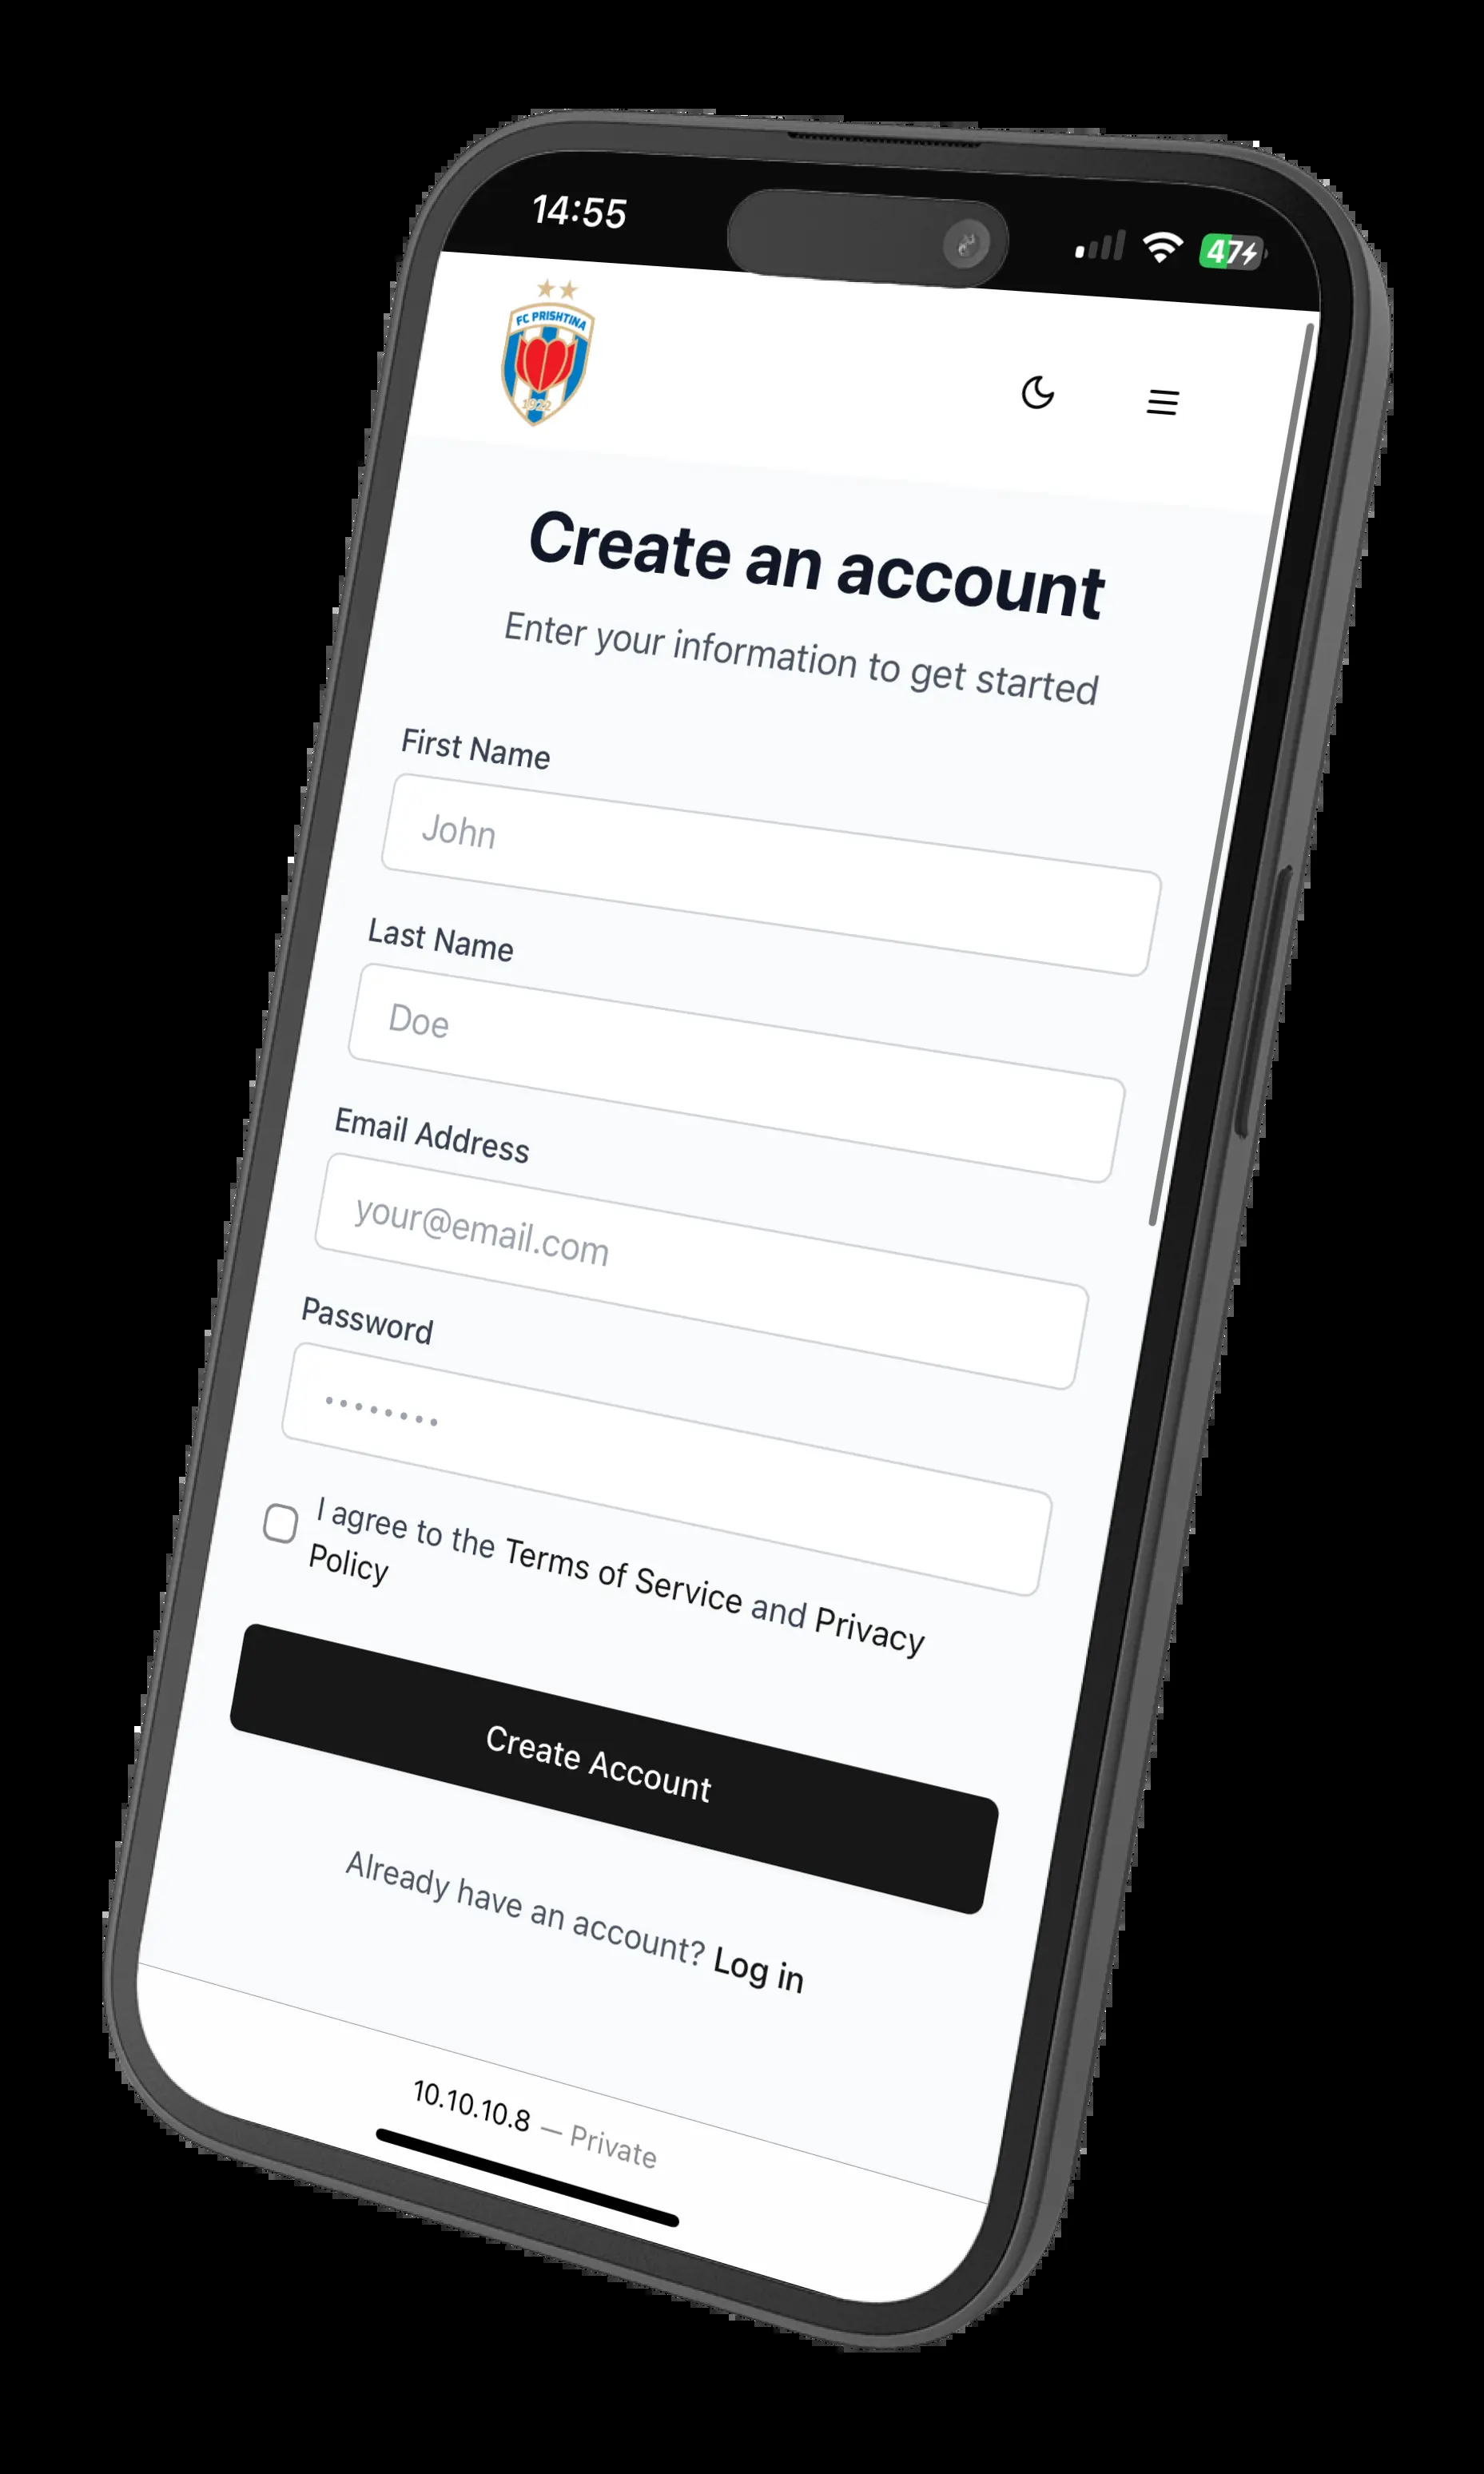 14:55
47
FC PRISHTINA
1922
Create an account
Enter your information to get started
First Name
John
Last Name
Doe
Email Address
your@email.com
Password
••••••••
I agree to the Terms of Service and Privacy
Policy
Create Account
Already have an account? Log in
10.10.10.8 — Private